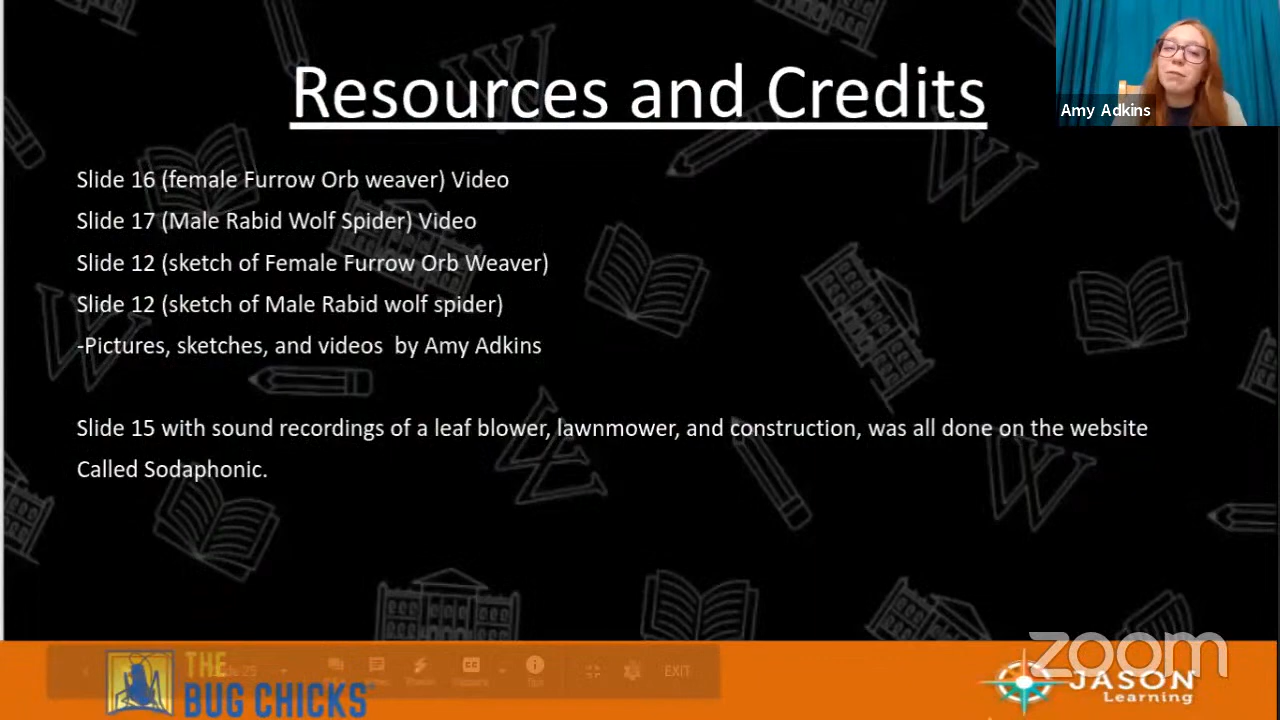 Resources and Credits
Amy Adkins
Slide 16 (female Furrow Orb weaver) Video
Slide 17 (Male Rabid Wolf Spider) Video
Slide 12 (sketch of Female Furrow Orb Weaver)
Slide 12 (sketch of Male Rabid wolf spider)
-Pictures, sketches, and videos by Amy Adkins
Slide 15 with sound recordings of a leaf blower, lawnmower, and construction, was all done on the website
Called Sodaphonic.
THE
BUG CHICKS
EXIT
zoom
JASON
Learning